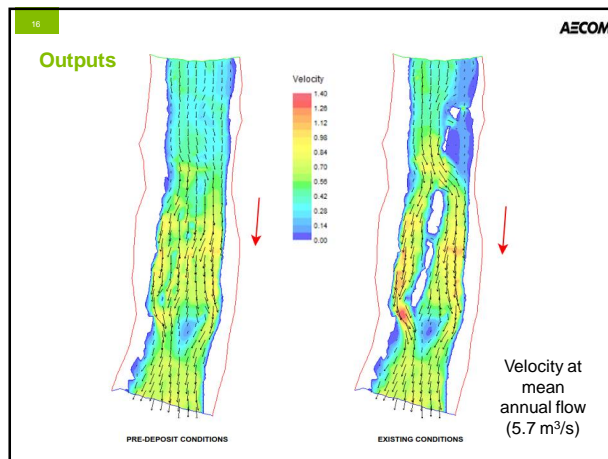 16
AECOM
Outputs
Velocity
1.40
1.26
1.12
0.98
0.84
0.70
0.55
0.42
0.28
0.14
0.00
Velocity at
mean
annual flow
(5.7 m³/s)
PRE-DEPOSIT CONDITIONS
EXISTING CONDITIONS